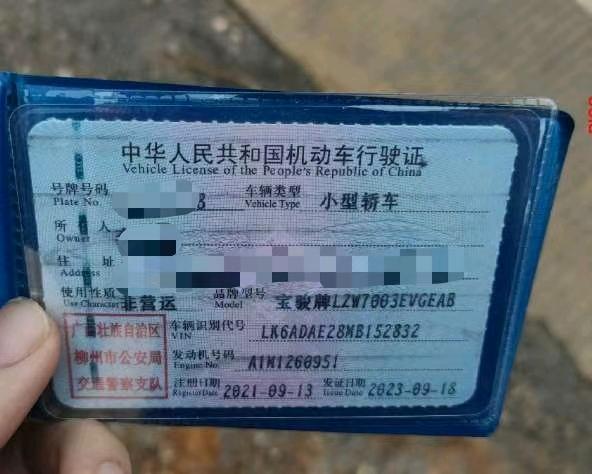 中华人民共和国机动车行驶证
Vehicle License of the People's Republic of China
号牌号码 B 车辆类型 小型轿车
Plate No. Vehicle Type
所有人
Owner
住址
Address
使用性质 非营运 品牌型号 宝骏牌LZW7003EVGEAB
Use Character Model
广西壮族自治区
柳州市公安局
交通警察支队
车辆识别代号 LK6ADAE28MB152832
VIN
发动机号码 A1M1260951
Engine No.
注册日期 2021-09-13 发证日期 2023-09-18
Register Date Issue Date